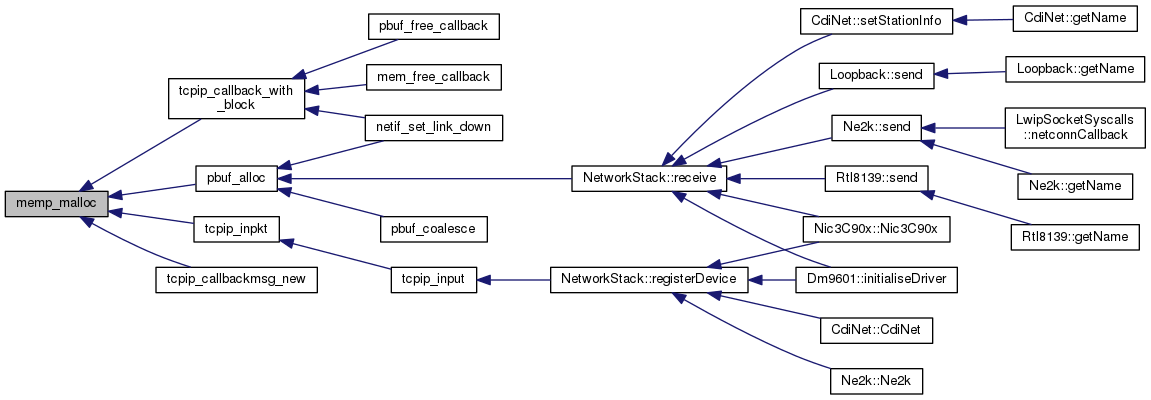 memp_malloc
tcpip_callback_with
_block
pbuf_free_callback
mem_free_callback
netif_set_link_down
pbuf_alloc
pbuf_coalesce
tcpip_inpkt
tcpip_input
tcpip_callbackmsg_new
NetworkStack::receive
NetworkStack::registerDevice
CdiNet::setStationInfo
CdiNet::getName
Loopback::send
Loopback::getName
Ne2k::send
LwipSocketSyscalls
::netconnCallback
Ne2k::getName
Rtl8139::send
Rtl8139::getName
Nic3C90x::Nic3C90x
Dm9601::initialiseDriver
CdiNet::CdiNet
Ne2k::Ne2k